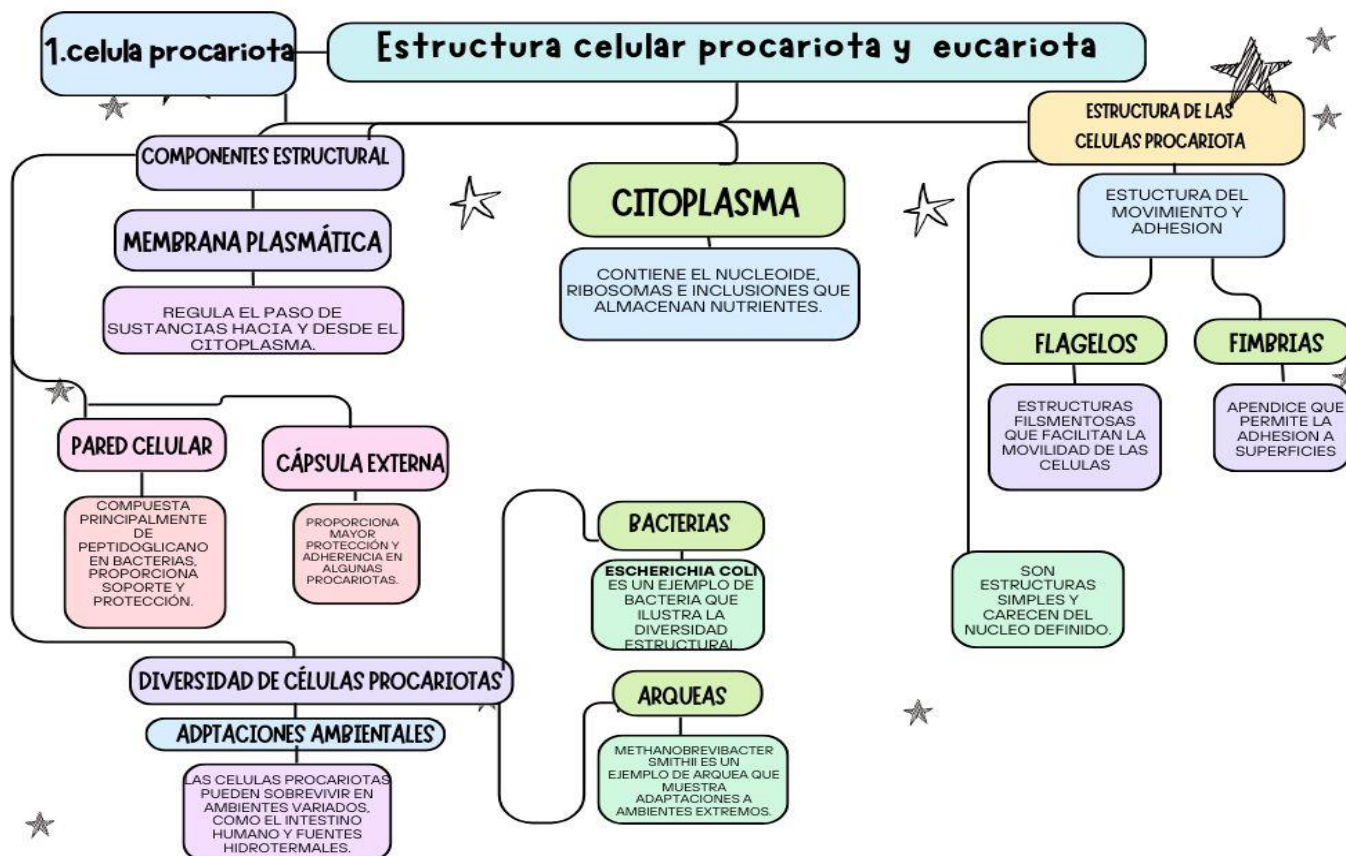 1.celula procariota
Estructura celular procariota y eucariota
COMPONENTES ESTRUCTURAL
MEMBRANA PLASMÁTICA
REGULA EL PASO DE
SUSTANCIAS HACIA Y DESDE EL
CITOPLASMA.
CITOPLASMA
CONTIENE EL NUCLEOIDE,
RIBOSOMAS E INCLUSIONES QUE
ALMACENAN NUTRIENTES.
ESTRUCTURA DE LAS
CELULAS PROCARIOTA
ESTUCTURA DEL
MOVIMIENTO Y
ADHESION
FLAGELOS
ESTRUCTURAS
FILSMENTOSAS
QUE FACILITAN LA
MOVILIDAD DE LAS
CELULAS
FIMBRIAS
APENDICE QUE
PERMITE LA
ADHESION A
SUPERFICIES
SON
ESTRUCTURAS
SIMPLES Y
CARECEN DEL
NUCLEO DEFINIDO.
PARED CELULAR
COMPUESTA
PRINCIPALMENTE
DE
PEPTIDOGLICANO
EN BACTERIAS,
PROPORCIONA
SOPORTE Y
PROTECCIÓN.
CÁPSULA EXTERNA
PROPORCIONA
MAYOR
PROTECCIÓN Y
ADHERENCIA EN
ALGUNAS
PROCARIOTAS.
DIVERSIDAD DE CÉLULAS PROCARIOTAS
ADPTACIONES AMBIENTALES
LAS CELULAS PROCARIOTAS
PUEDEN SOBREVIVIR EN
AMBIENTES VARIADOS,
COMO EL INTESTINO
HUMANO Y FUENTES
HIDROTERMALES.
BACTERIAS
ESCHERICHIA COLI
ES UN EJEMPLO DE
BACTERIA QUE
ILUSTRA LA
DIVERSIDAD
ESTRUCTURAL
ARQUEAS
METHANOBREVIBACTER
SMITHII ES UN
EJEMPLO DE ARQUEA QUE
MUESTRA
ADAPTACIONES A
AMBIENTES EXTREMOS.